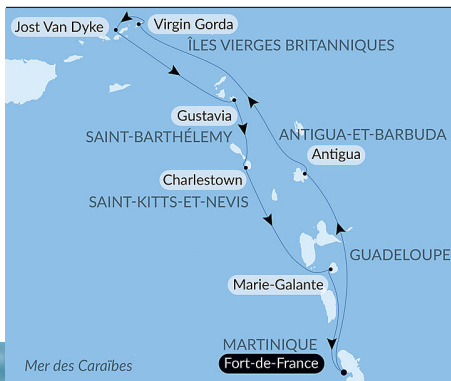 Jost Van Dyke
Virgin Gorda
ÎLES VIERGES BRITANNIQUES
Gustavia
SAINT-BARTHÉLEMY
ANTIGUA-ET-BARBUDA
Antigua
Charlestown
SAINT-KITTS-ET-NEVIS
GUADELOUPE
Marie-Galante
MARTINIQUE
Fort-de-France
Mer des Caraïbes